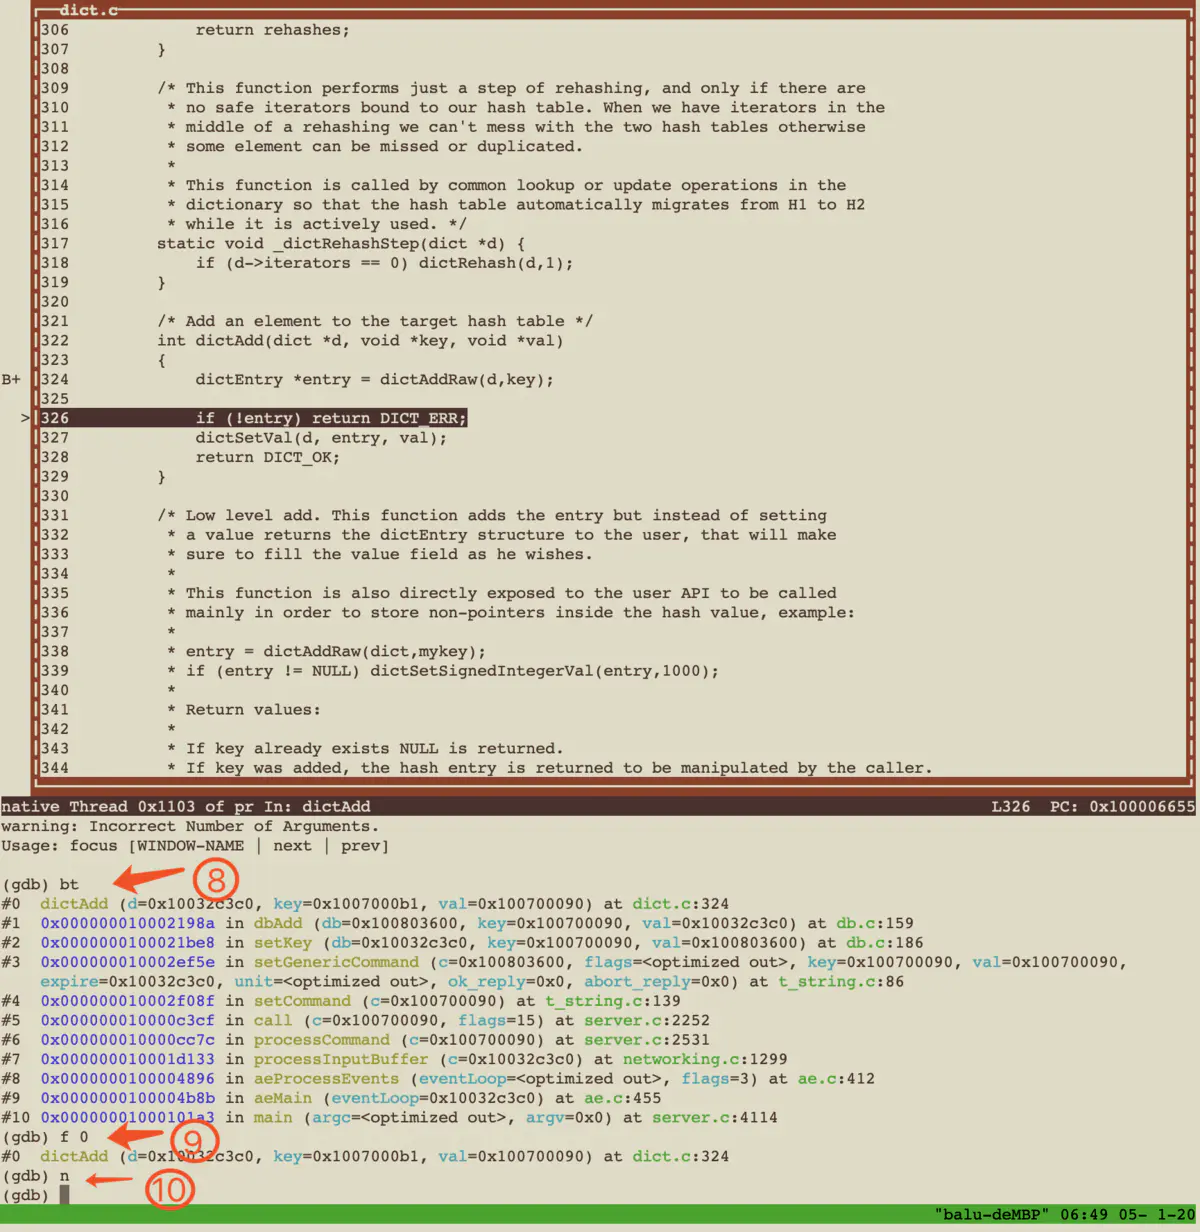 dict.c
306             return rehashes;
307         }
308
309         /* This function performs just a step of rehashing, and only if there are
310          * no safe iterators bound to our hash table. When we have iterators in the
311          * middle of a rehashing we can't mess with the two hash tables otherwise
312          * some element can be missed or duplicated.
313          *
314          * This function is called by common lookup or update operations in the
315          * dictionary so that the hash table automatically migrates from H1 to H2
316          * while it is actively used. */
317         static void _dictRehashStep(dict *d) {
318             if (d->iterators == 0) dictRehash(d,1);
319         }
320
321         /* Add an element to the target hash table */
322         int dictAdd(dict *d, void *key, void *val)
323         {
B+ 324             dictEntry *entry = dictAddRaw(d,key);
325
> 326             if (!entry) return DICT_ERR;
327             dictSetVal(d, entry, val);
328             return DICT_OK;
329         }
330
331         /* Low level add. This function adds the entry but instead of setting
332          * a value returns the dictEntry structure to the user, that will make
333          * sure to fill the value field as he wishes.
334          *
335          * This function is also directly exposed to the user API to be called
336          * mainly in order to store non-pointers inside the hash value, example:
337          *
338          * entry = dictAddRaw(dict,mykey);
339          * if (entry != NULL) dictSetSignedIntegerVal(entry,1000);
340          *
341          * Return values:
342          *
343          * If key already exists NULL is returned.
344          * If key was added, the hash entry is returned to be manipulated by the caller.
native Thread 0x1103 of pr In: dictAdd L326 PC: 0x100006655
warning: Incorrect Number of Arguments.
Usage: focus [WINDOW-NAME | next | prev]
(gdb) bt ⑧
#0  dictAdd (d=0x10032c3c0, key=0x1007000b1, val=0x100700090) at dict.c:324
#1  0x000000010002198a in dbAdd (db=0x100803600, key=0x100700090, val=0x10032c3c0) at db.c:159
#2  0x0000000100021be8 in setKey (db=0x10032c3c0, key=0x100700090, val=0x100803600) at db.c:186
#3  0x000000010002ef5e in setGenericCommand (c=0x100803600, flags=<optimized out>, key=0x100700090, val=0x100700090,
    expire=0x10032c3c0, unit=<optimized out>, ok_reply=0x0, abort_reply=0x0) at t_string.c:86
#4  0x000000010002f08f in setCommand (c=0x100700090) at t_string.c:139
#5  0x000000010000c3cf in call (c=0x100700090, flags=15) at server.c:2252
#6  0x000000010000cc7c in processCommand (c=0x100700090) at server.c:2531
#7  0x000000010001d133 in processInputBuffer (c=0x10032c3c0) at networking.c:1299
#8  0x0000000100004896 in aeProcessEvents (eventLoop=<optimized out>, flags=3) at ae.c:412
#9  0x0000000100004b8b in aeMain (eventLoop=0x10032c3c0) at ae.c:455
#10 0x00000001000101a3 in main (argc=<optimized out>, argv=0x0) at server.c:4114
(gdb) f 0 ⑨
#0  dictAdd (d=0x10032c3c0, key=0x1007000b1, val=0x100700090) at dict.c:324
(gdb) n ⑩
(gdb)
"balu-deMBP" 06:49 05- 1-20